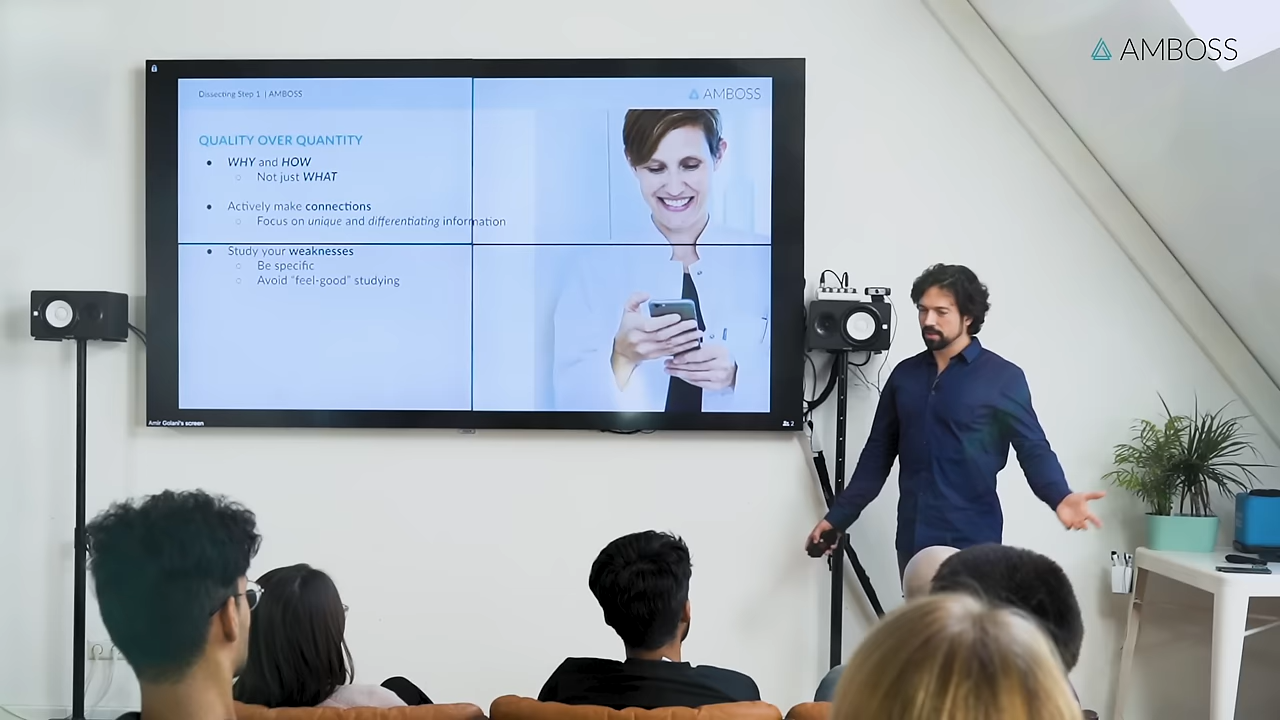 AMBOSS
Dissecting Step 1 | AMBOSS
AMBOSS
QUALITY OVER QUANTITY
• WHY and HOW
○ Not just WHAT
• Actively make connections
○ Focus on unique and differentiating information
• Study your weaknesses
○ Be specific
○ Avoid "feel-good" studying
Amir Golani's screen
2